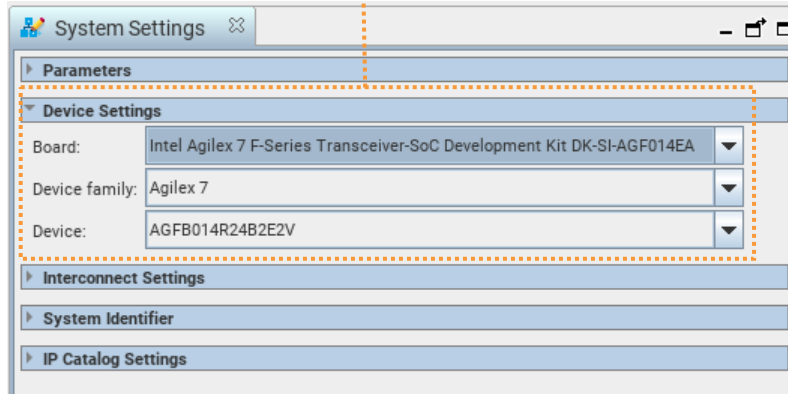 System Settings
Parameters
Device Settings
Board: Intel Agilex 7 F-Series Transceiver-SoC Development Kit DK-SI-AGF014EA
Device family: Agilex 7
Device: AGFB014R24B2E2V
Interconnect Settings
System Identifier
IP Catalog Settings